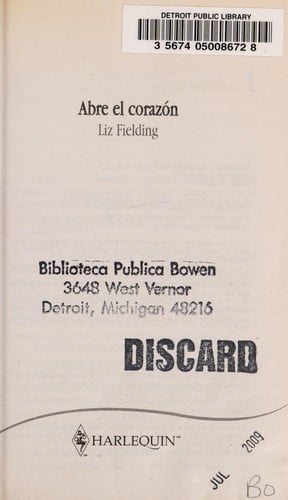 DETROIT PUBLIC LIBRARY
3 5674 05008672 8
Abre el corazón
Liz Fielding
Biblioteca Publica Bowen
3648 West Vernor
Detroit, Michigan 48216
DISCARD
HARLEQUIN™
JUL 2009
Bo